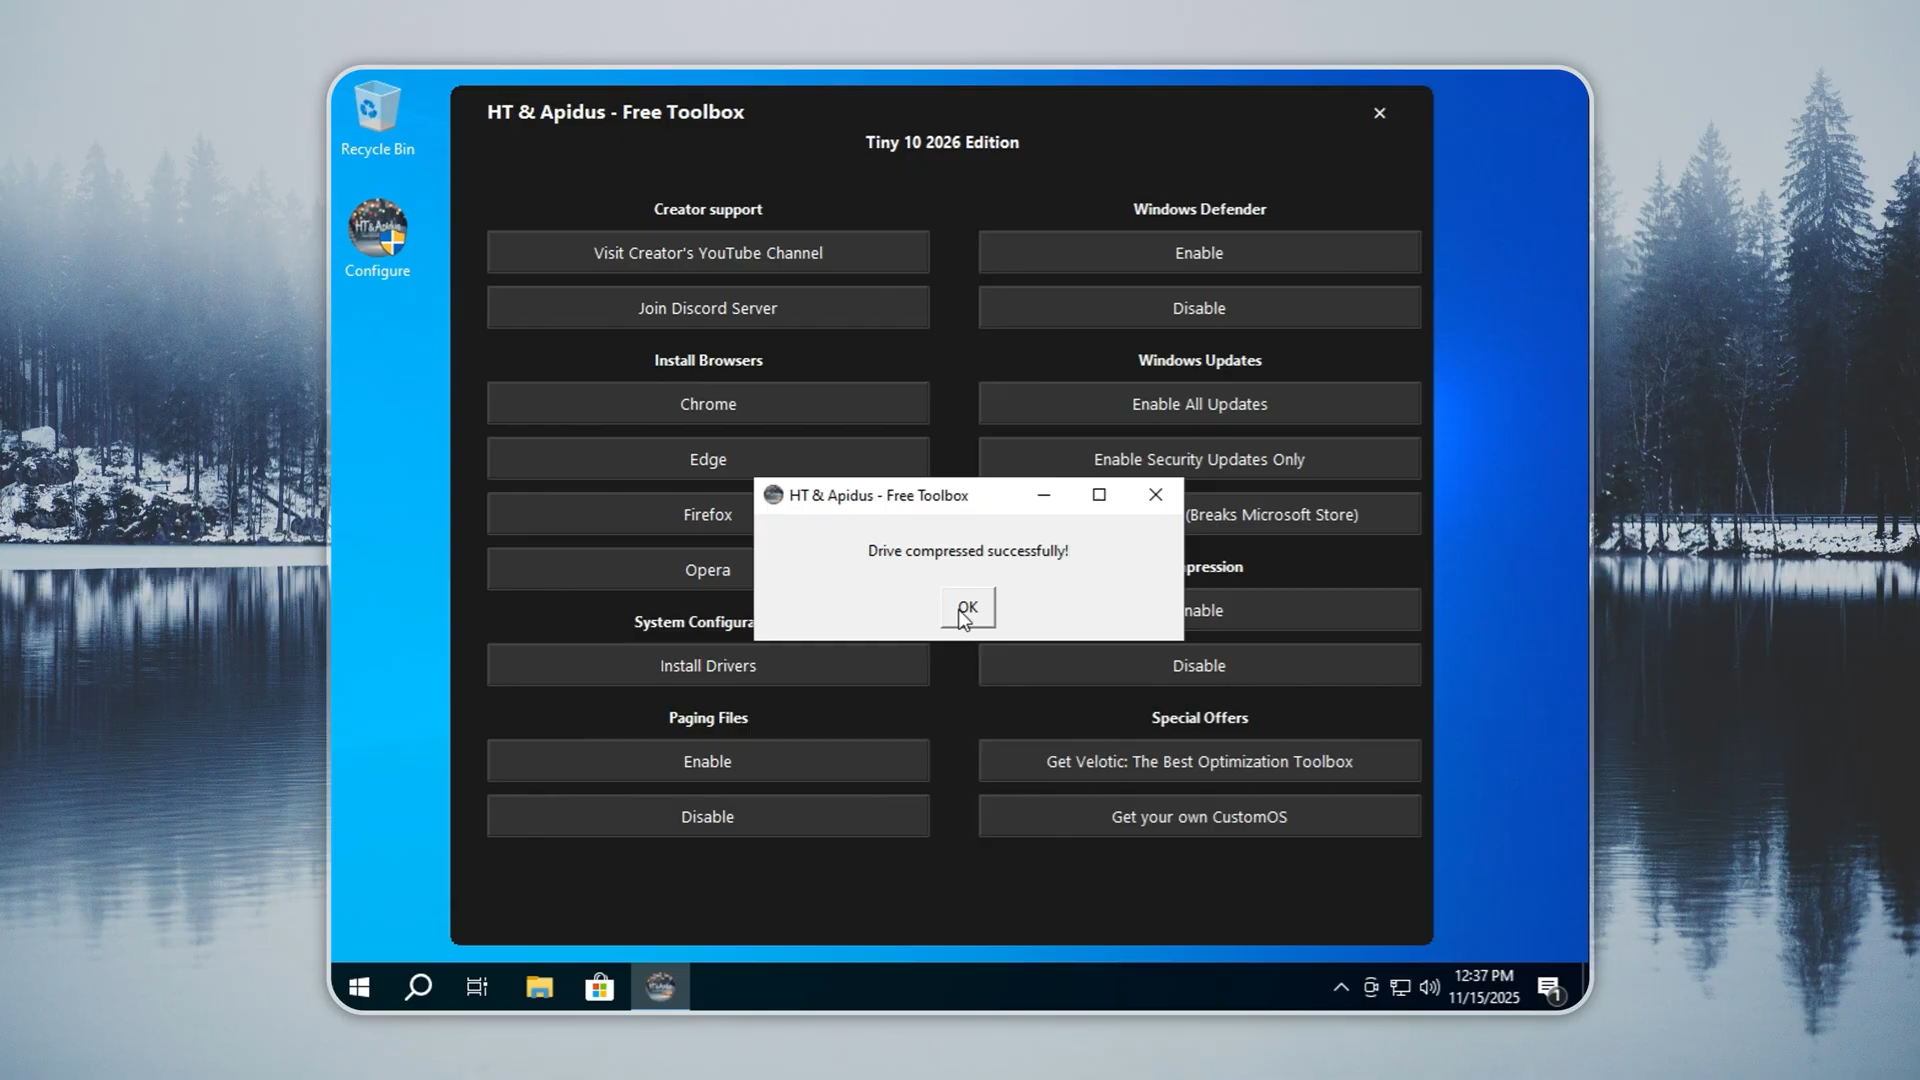 Recycle Bin
HT&Apidus
Configure
HT & Apidus - Free Toolbox
Tiny 10 2026 Edition
Creator support
Visit Creator's YouTube Channel
Join Discord Server
Install Browsers
Chrome
Edge
Firefox
Opera
System Configura
Install Drivers
Paging Files
Enable
Disable
Windows Defender
Enable
Disable
Windows Updates
Enable All Updates
Enable Security Updates Only
(Breaks Microsoft Store)
pression
nable
Disable
Special Offers
Get Velotic: The Best Optimization Toolbox
Get your own CustomOS
HT & Apidus - Free Toolbox
Drive compressed successfully!
OK
12:37 PM
11/15/2025
1